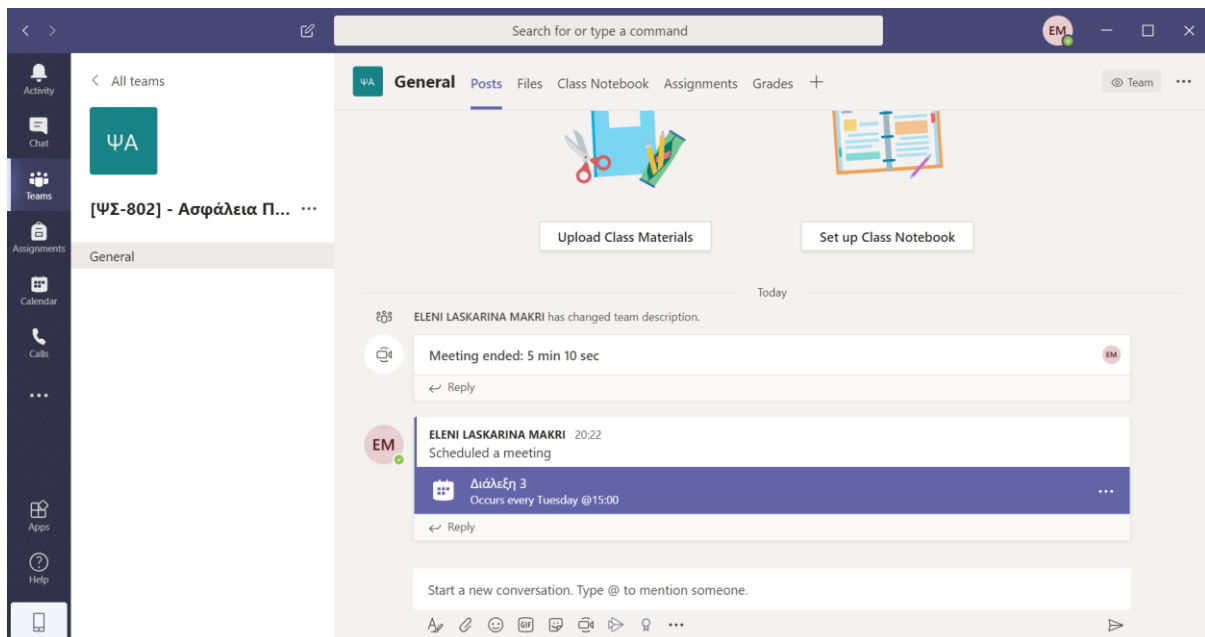 Search for or type a command
EM
Activity
Chat
Teams
Assignments
Calendar
Calls
Apps
Help
All teams
ΨΑ
[ΨΣ-802] - Ασφάλεια Π...
General
ΨΑ General Posts Files Class Notebook Assignments Grades
Team
Upload Class Materials Set up Class Notebook
Today
ELENI LASKARINA MAKRI has changed team description.
Meeting ended: 5 min 10 sec
EM
Reply
EM
ELENI LASKARINA MAKRI 20:22
Scheduled a meeting
Διάλεξη 3
Occurs every Tuesday @15:00
Reply
Start a new conversation. Type @ to mention someone.
GIF